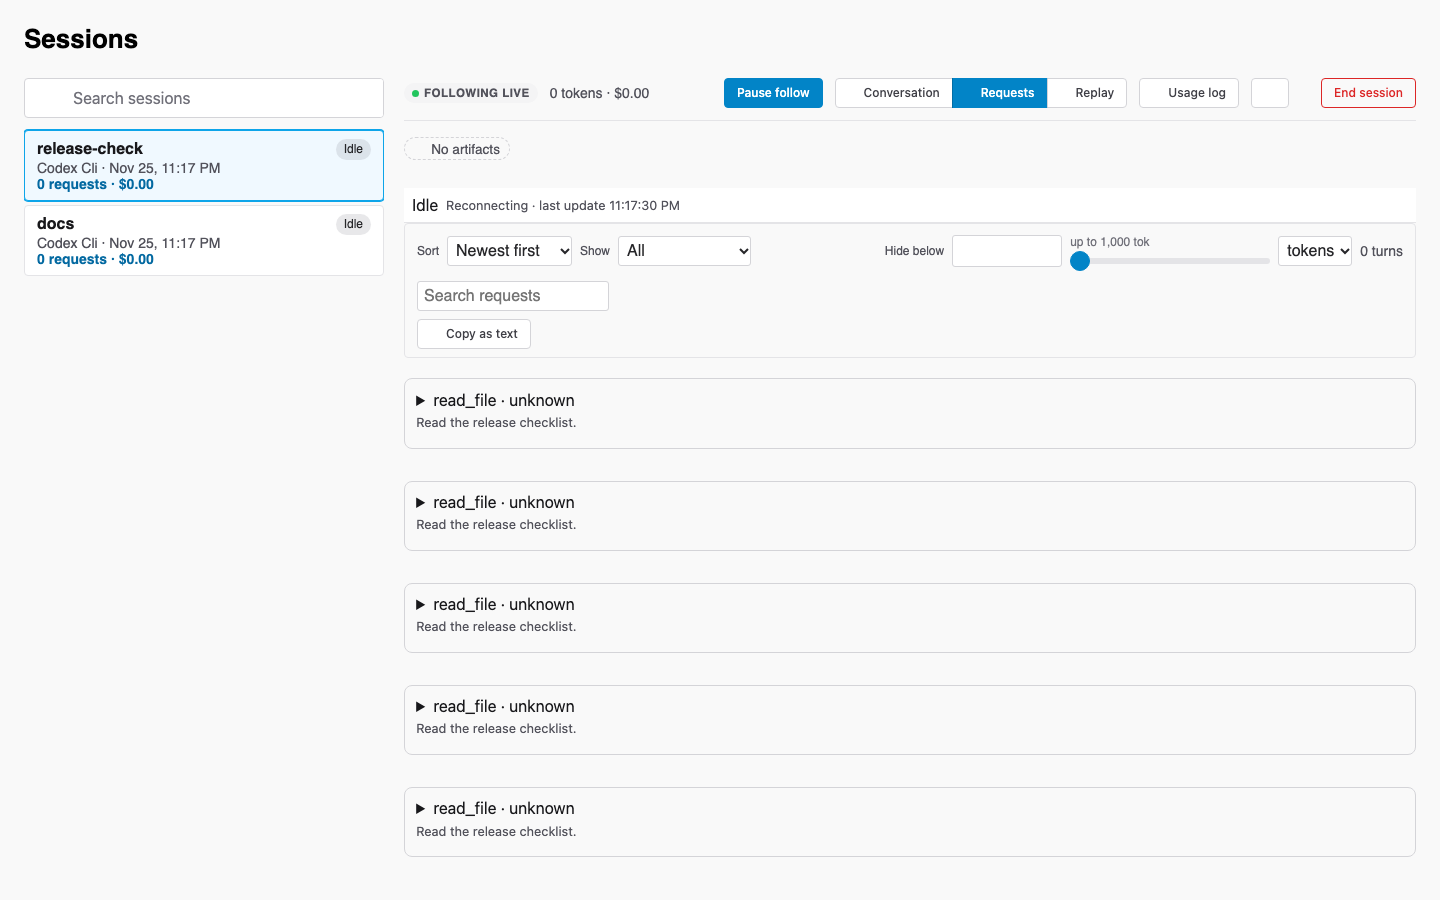 Sessions
Search sessions
release-check
Idle
Codex Cli · Nov 25, 11:17 PM
0 requests · $0.00
docs
Idle
Codex Cli · Nov 25, 11:17 PM
0 requests · $0.00
FOLLOWING LIVE
0 tokens · $0.00
Pause follow
Conversation
Requests
Replay
Usage log
End session
No artifacts
Idle Reconnecting · last update 11:17:30 PM
Sort Newest first Show All
Hide below
up to 1,000 tok
tokens
0 turns
Search requests
Copy as text
read_file · unknown
Read the release checklist.
read_file · unknown
Read the release checklist.
read_file · unknown
Read the release checklist.
read_file · unknown
Read the release checklist.
read_file · unknown
Read the release checklist.